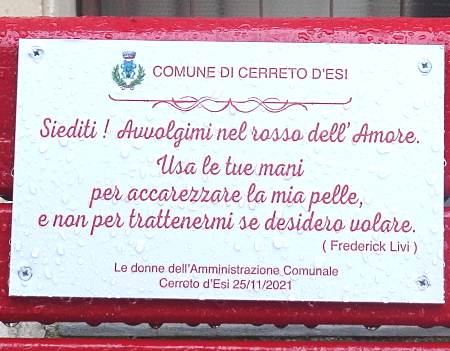 COMUNE DI CERRETO D'ESI
Siediti ! Avvolgimi nel rosso dell'Amore.
Usa le tue mani
per accarezzare la mia pelle,
e non per trattenermi se desidero volare.
( Frederick Livi )
Le donne dell'Amministrazione Comunale
Cerreto d'Esi 25/11/2021